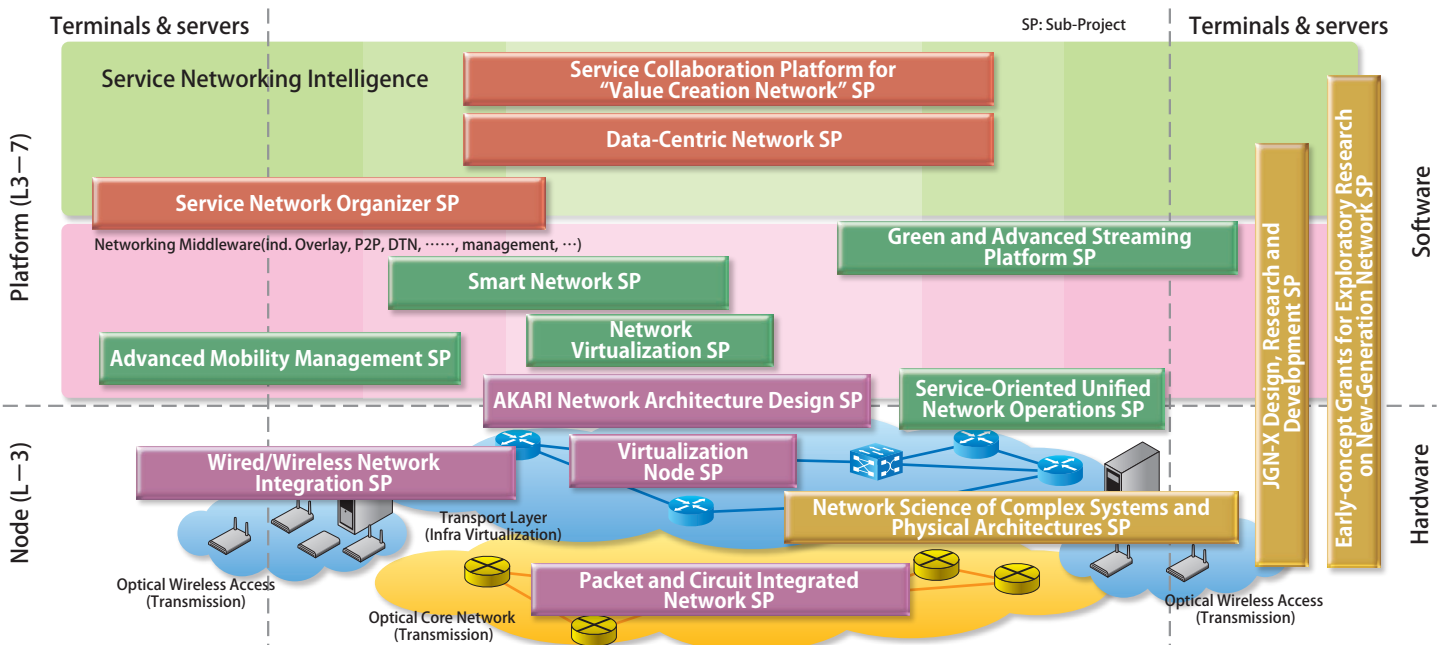 Terminals & servers
SP: Sub-Project
Terminals & servers
Service Networking Intelligence
Service Collaboration Platform for
“Value Creation Network” SP
Data-Centric Network SP
Service Network Organizer SP
Networking Middleware(ind. Overlay, P2P, DTN, ‥‥‥, management, …)
Green and Advanced Streaming
Platform SP
Smart Network SP
Network
Virtualization SP
Advanced Mobility Management SP
AKARI Network Architecture Design SP
Service-Oriented Unified
Network Operations SP
Wired/Wireless Network
Integration SP
Virtualization
Node SP
Network Science of Complex Systems and
Physical Architectures SP
Transport Layer
(Infra Virtualization)
Optical Wireless Access
(Transmission)
Packet and Circuit Integrated
Network SP
Optical Core Network
(Transmission)
Optical Wireless Access
(Transmission)
Platform (L3—7)
Node (L—3)
JGN-X Design, Research and
Development SP
Early-concept Grants for Exploratory Research
on New-Generation Network SP
Software
Hardware